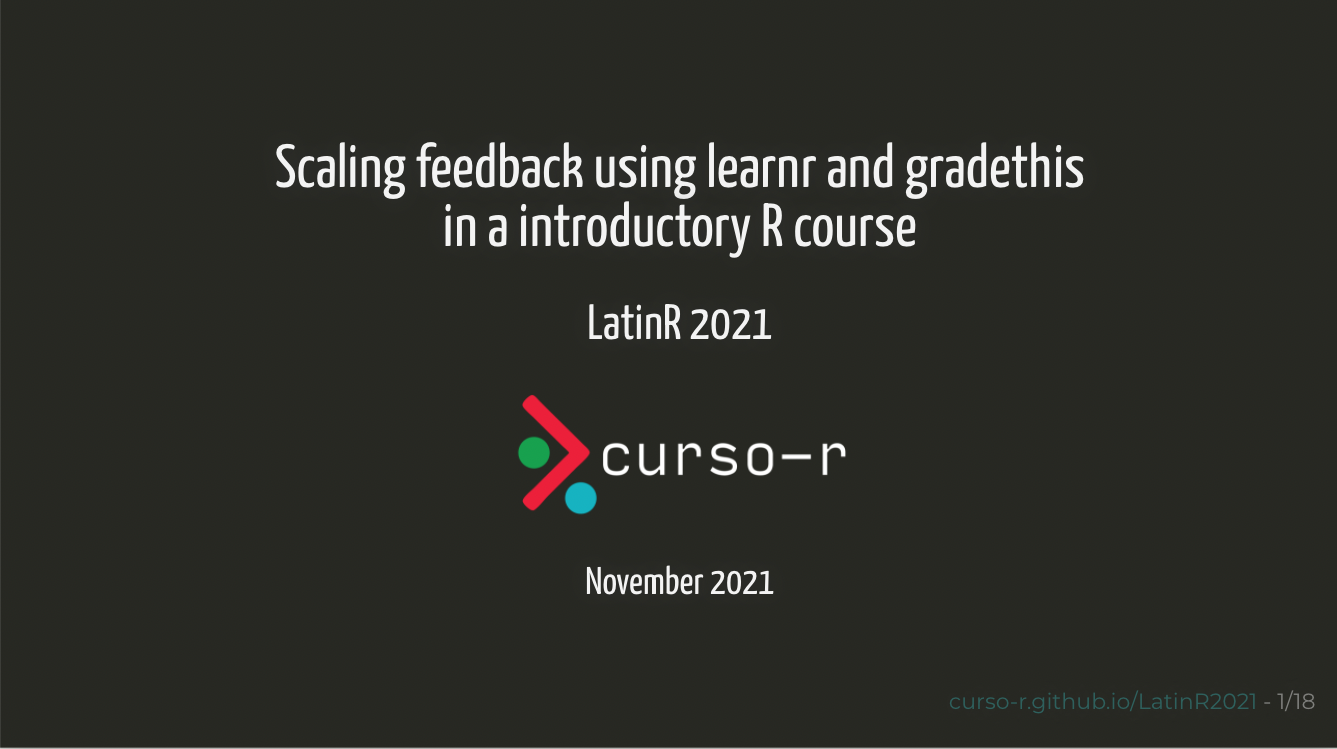 Scaling feedback using learnr and gradethis
in a introductory R course
LatinR 2021
curso-r
November 2021
curso-r.github.io/LatinR2021 - 1/18